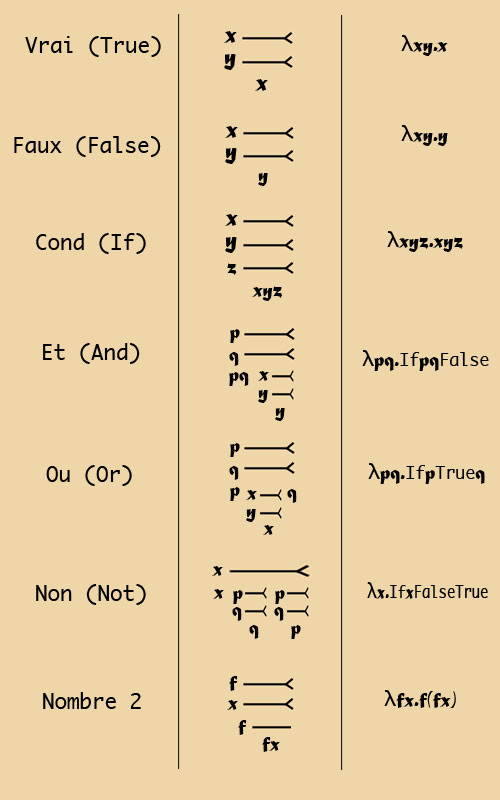 Vrai (True)
x
y
x
λxy.x
Faux (False)
x
y
y
λxy.y
Cond (If)
x
y
z
xyz
λxyz.xyz
Et (And)
p
q
pq x
y
y
λpq.IfpqFalse
Ou (Or)
p
q
p x q
y
x
λpq.IfpTrueq
Non (Not)
x
x p p
q q
q p
λx.IfxFalseTrue
Nombre 2
f
x
f
fx
λfx.f(fx)